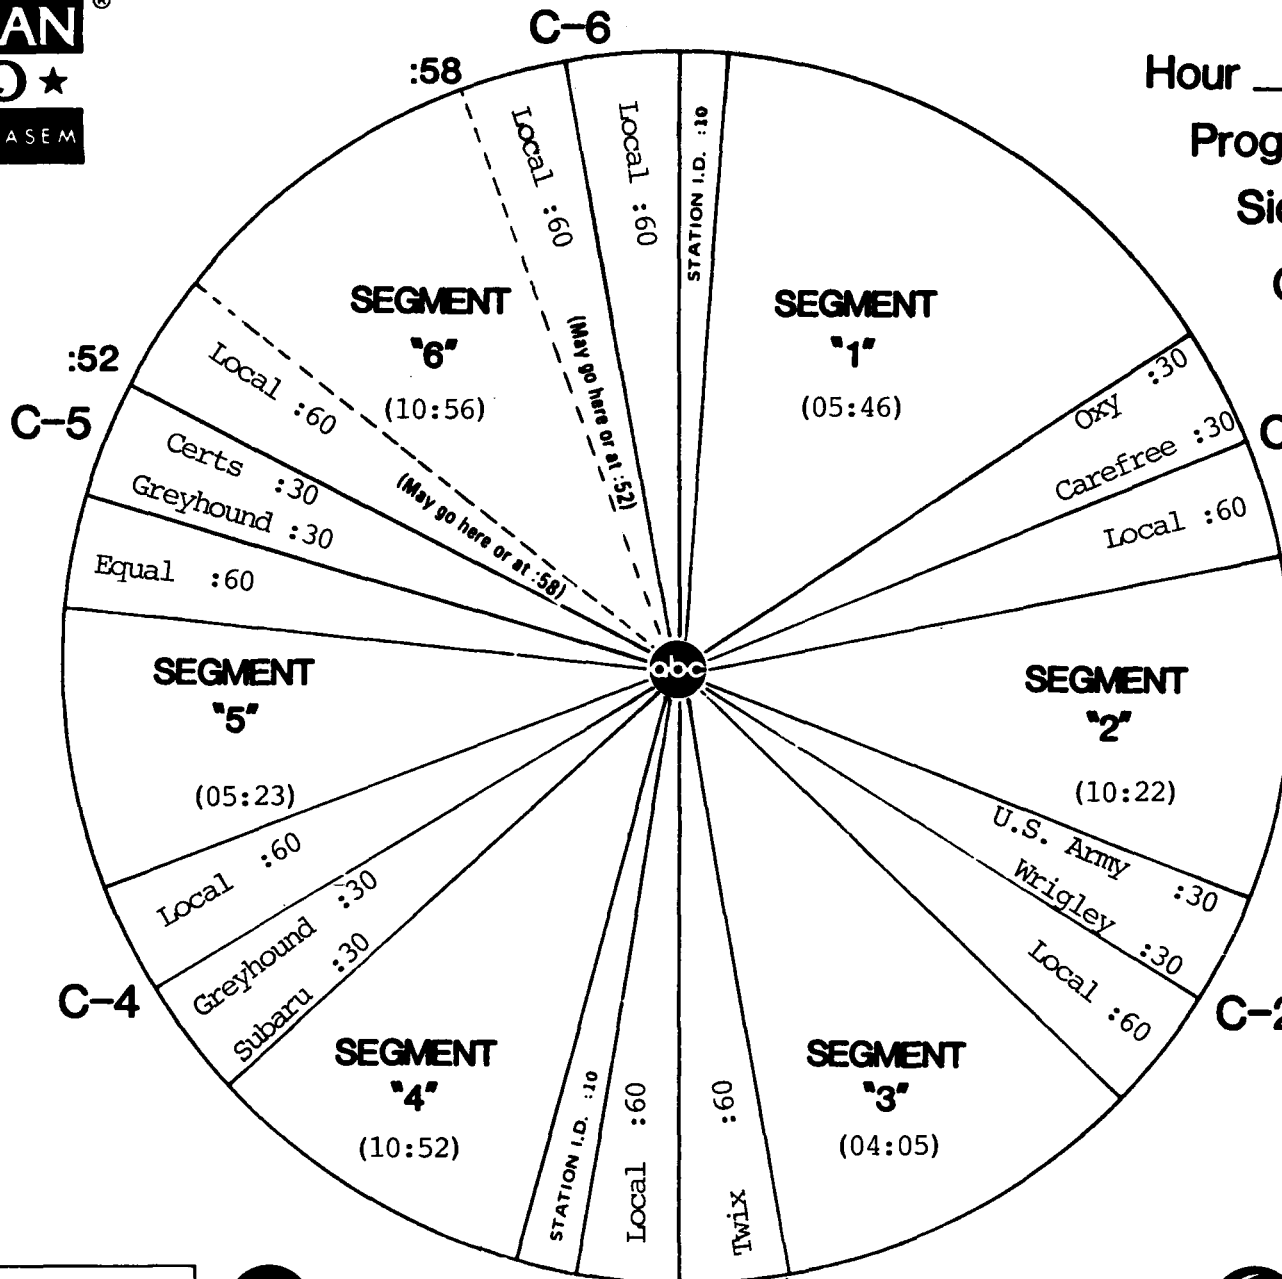 AN ®
ASEM
C-6
:58
Hour
Local :60
Local :60
STATION I.D. :10
SEGMENT
"1"
(05:46)
Oxy :30
Carefree :30
Local :60
SEGMENT
"2"
(10:22)
U.S. Army :30
Wrigley :30
Local :60
SEGMENT
"3"
(04:05)
Twix :60
Local :60
STATION I.D. :10
SEGMENT
"4"
(10:52)
Subaru :30
Greyhound :30
C-4
Local :60
SEGMENT
"5"
(05:23)
Equal :60
Greyhound :30
Certs :30
C-5
:52
Local :60
(May go here or at :58)
SEGMENT
"6"
(10:56)
(May go here or at :52)
abc